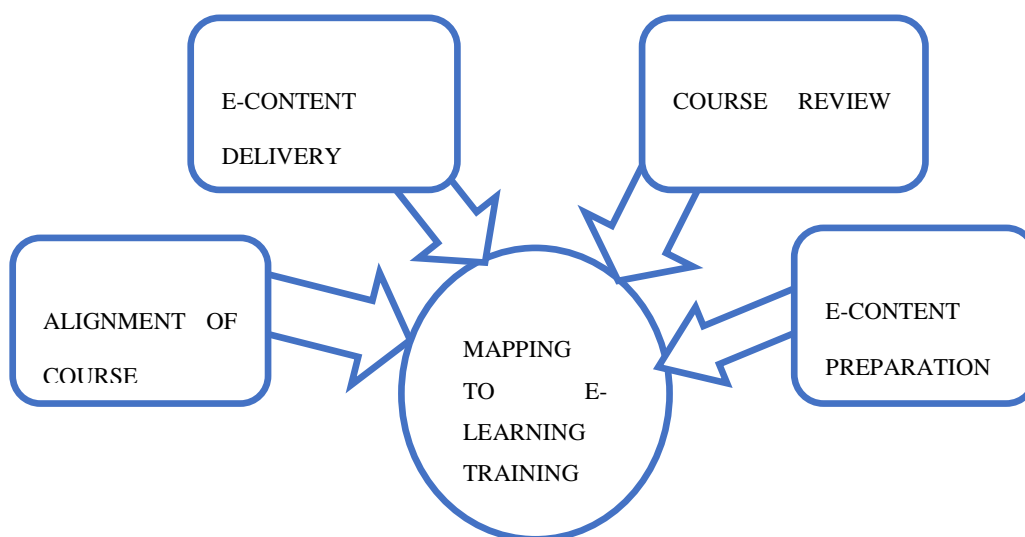 E-CONTENT
DELIVERY
COURSE REVIEW
ALIGNMENT OF
COURSE
E-CONTENT
PREPARATION
MAPPING
TO E-
LEARNING
TRAINING